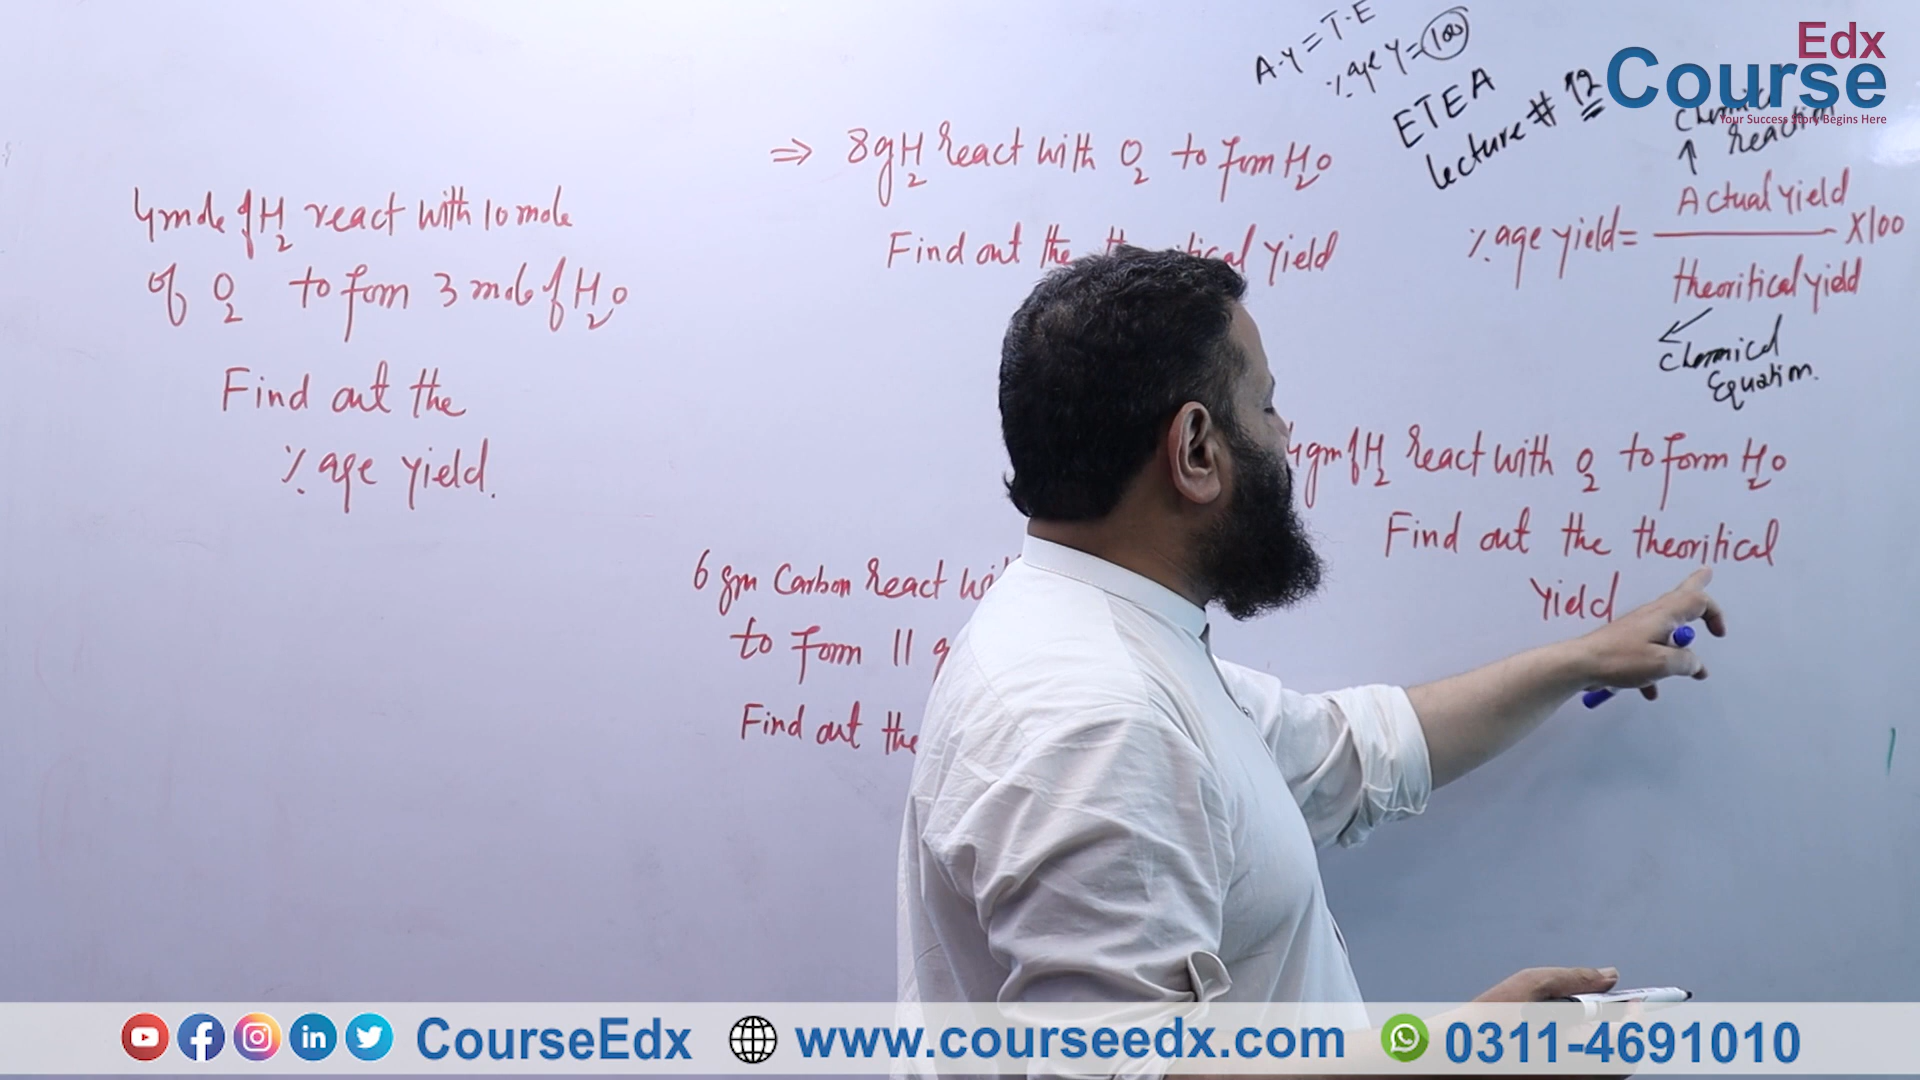 4 mole of H2 react with 10 mole
of O2 to form 3 mole of H2O
Find out the
% age yield.
⇒ 8g H2 react with O2 to form H2O
Find out the yield
6 gm Carbon react
to form 11
Find out the
A.Y = T.E
% age Y = 100
ETEA
Lecture # 12
reaction
↑
Actual yield
% age yield = ——— X100
theoritical yield
Chemical
Equation.
4gm of H2 react with O2 to form H2O
Find out the theoritical
Yield
Edx
Course
Your Success Story Begins Here
CourseEdx www.courseedx.com 0311-4691010